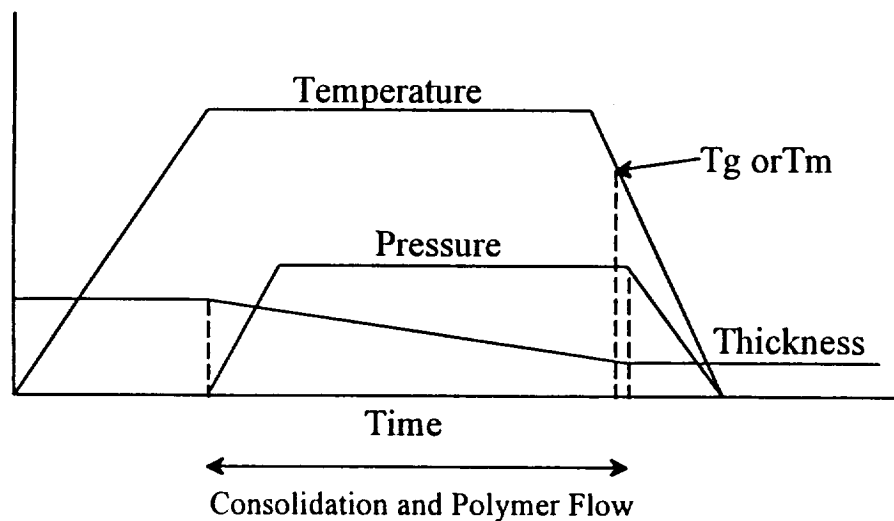 Temperature
Tg orTm
Pressure
Thickness
Time
Consolidation and Polymer Flow